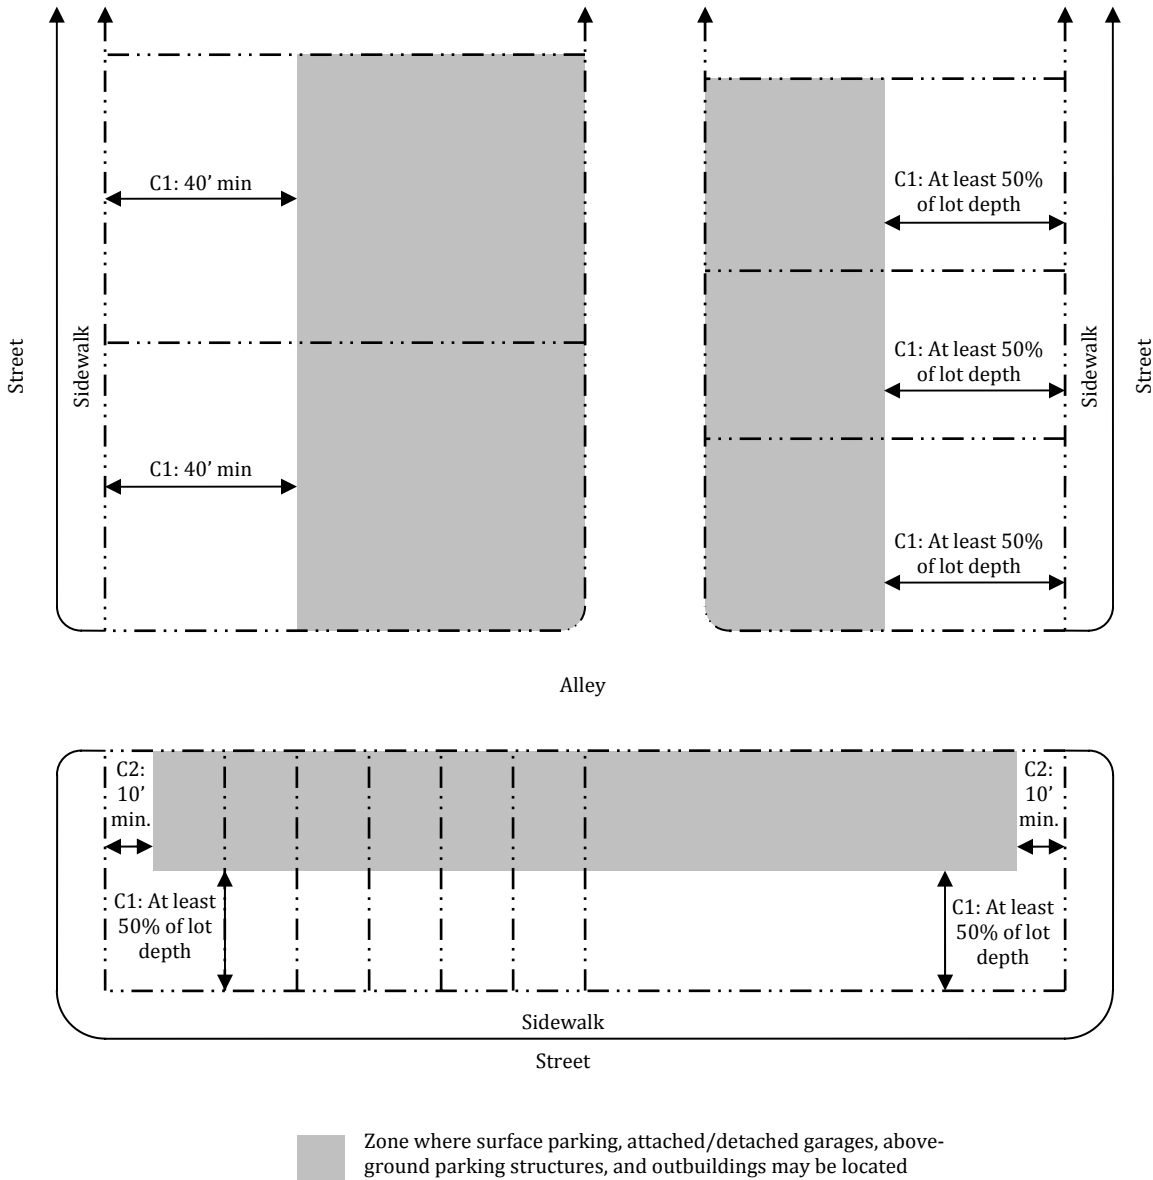 C1: 40’ min
C1: At least 50%
of lot depth
Street
Sidewalk
C1: At least 50%
of lot depth
Sidewalk
Street
C1: 40’ min
C1: At least 50%
of lot depth
Alley
C2:
10’
min.
C2:
10’
min.
C1: At least
50% of lot
depth
C1: At least
50% of lot
depth
Sidewalk
Street
Zone where surface parking, attached/detached garages, above-
ground parking structures, and outbuildings may be located